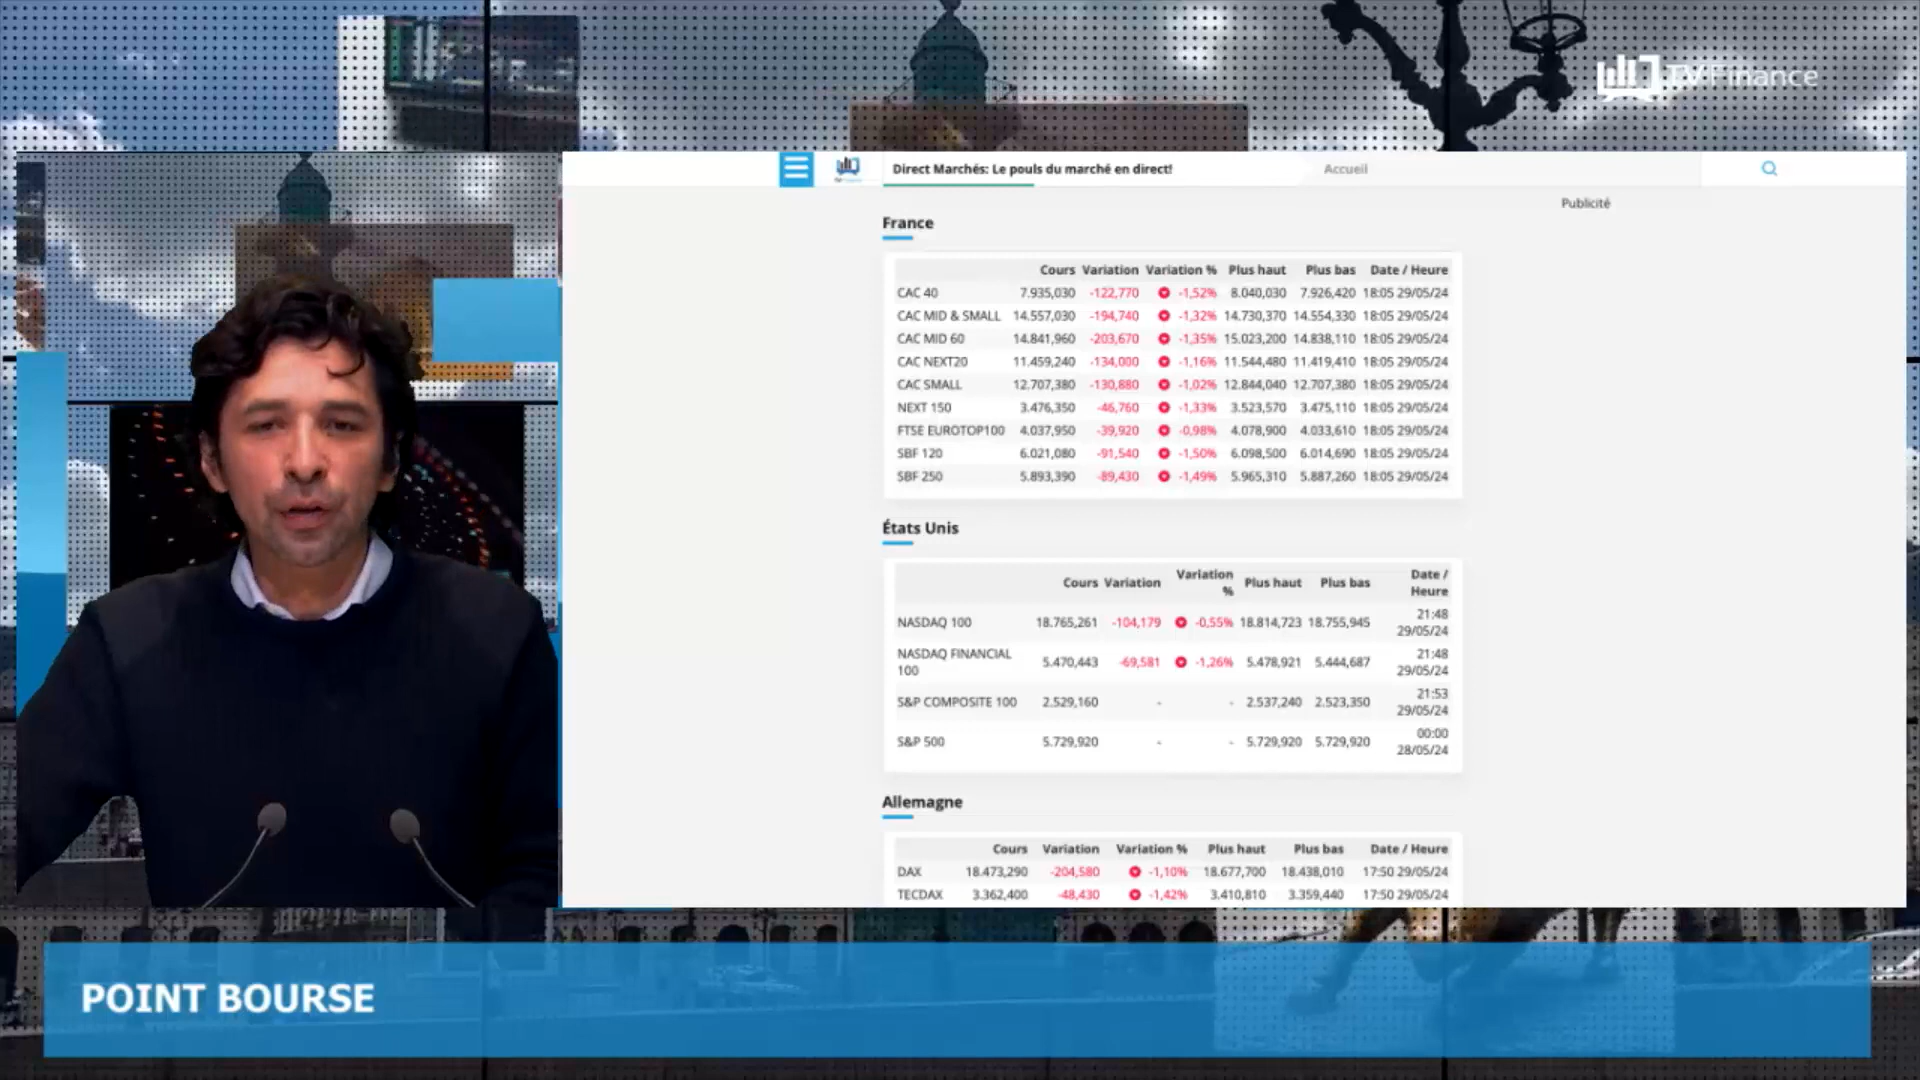 TVFinance
Direct Marchés: Le pouls du marché en direct!
Accueil
Publicité
France
Cours Variation Variation % Plus haut Plus bas Date / Heure
CAC 40 7.935,030 -122,770 -1,52% 8.040,030 7.926,420 18:05 29/05/24
CAC MID & SMALL 14.557,030 -194,740 -1,32% 14.730,370 14.554,330 18:05 29/05/24
CAC MID 60 14.841,960 -203,670 -1,35% 15.023,200 14.838,110 18:05 29/05/24
CAC NEXT20 11.459,240 -134,000 -1,16% 11.544,480 11.419,410 18:05 29/05/24
CAC SMALL 12.707,380 -130,880 -1,02% 12.844,040 12.707,380 18:05 29/05/24
NEXT 150 3.476,350 -46,760 -1,33% 3.523,570 3.475,110 18:05 29/05/24
FTSE EUROTOP100 4.037,950 -39,920 -0,98% 4.078,900 4.033,610 18:05 29/05/24
SBF 120 6.021,080 -91,540 -1,50% 6.098,500 6.014,690 18:05 29/05/24
SBF 250 5.893,390 -89,430 -1,49% 5.965,310 5.887,260 18:05 29/05/24
États Unis
Cours Variation Variation % Plus haut Plus bas Date / Heure
NASDAQ 100 18.765,261 -104,179 -0,55% 18.814,723 18.755,945 21:48 29/05/24
NASDAQ FINANCIAL 100 5.470,443 -69,581 -1,26% 5.478,921 5.444,687 21:48 29/05/24
S&P COMPOSITE 100 2.529,160 - - 2.537,240 2.523,350 21:53 29/05/24
S&P 500 5.729,920 - - 5.729,920 5.729,920 00:00 28/05/24
Allemagne
Cours Variation Variation % Plus haut Plus bas Date / Heure
DAX 18.473,290 -204,580 -1,10% 18.677,700 18.438,010 17:50 29/05/24
TECDAX 3.362,400 -48,430 -1,42% 3.410,810 3.359,440 17:50 29/05/24
POINT BOURSE